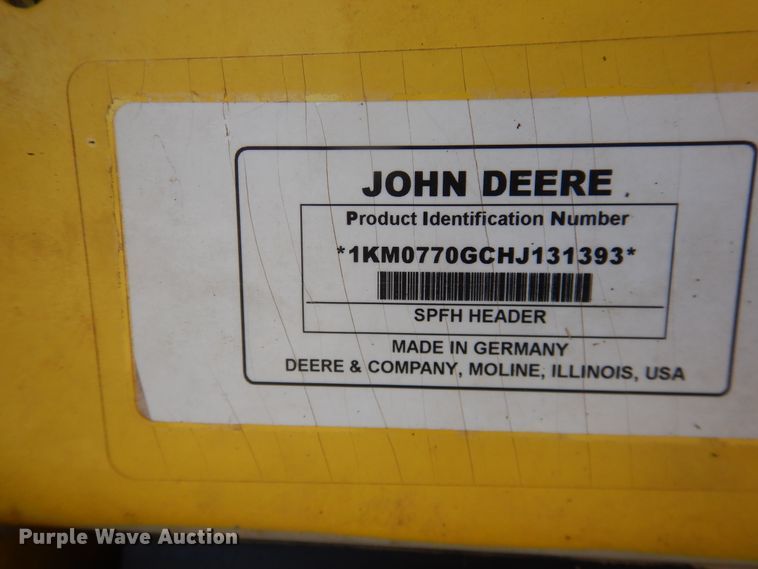 JOHN DEERE
Product Identification Number
*1KM0770GCHJ131393*
SPFH HEADER
MADE IN GERMANY
DEERE & COMPANY, MOLINE, ILLINOIS, USA
Purple Wave Auction®